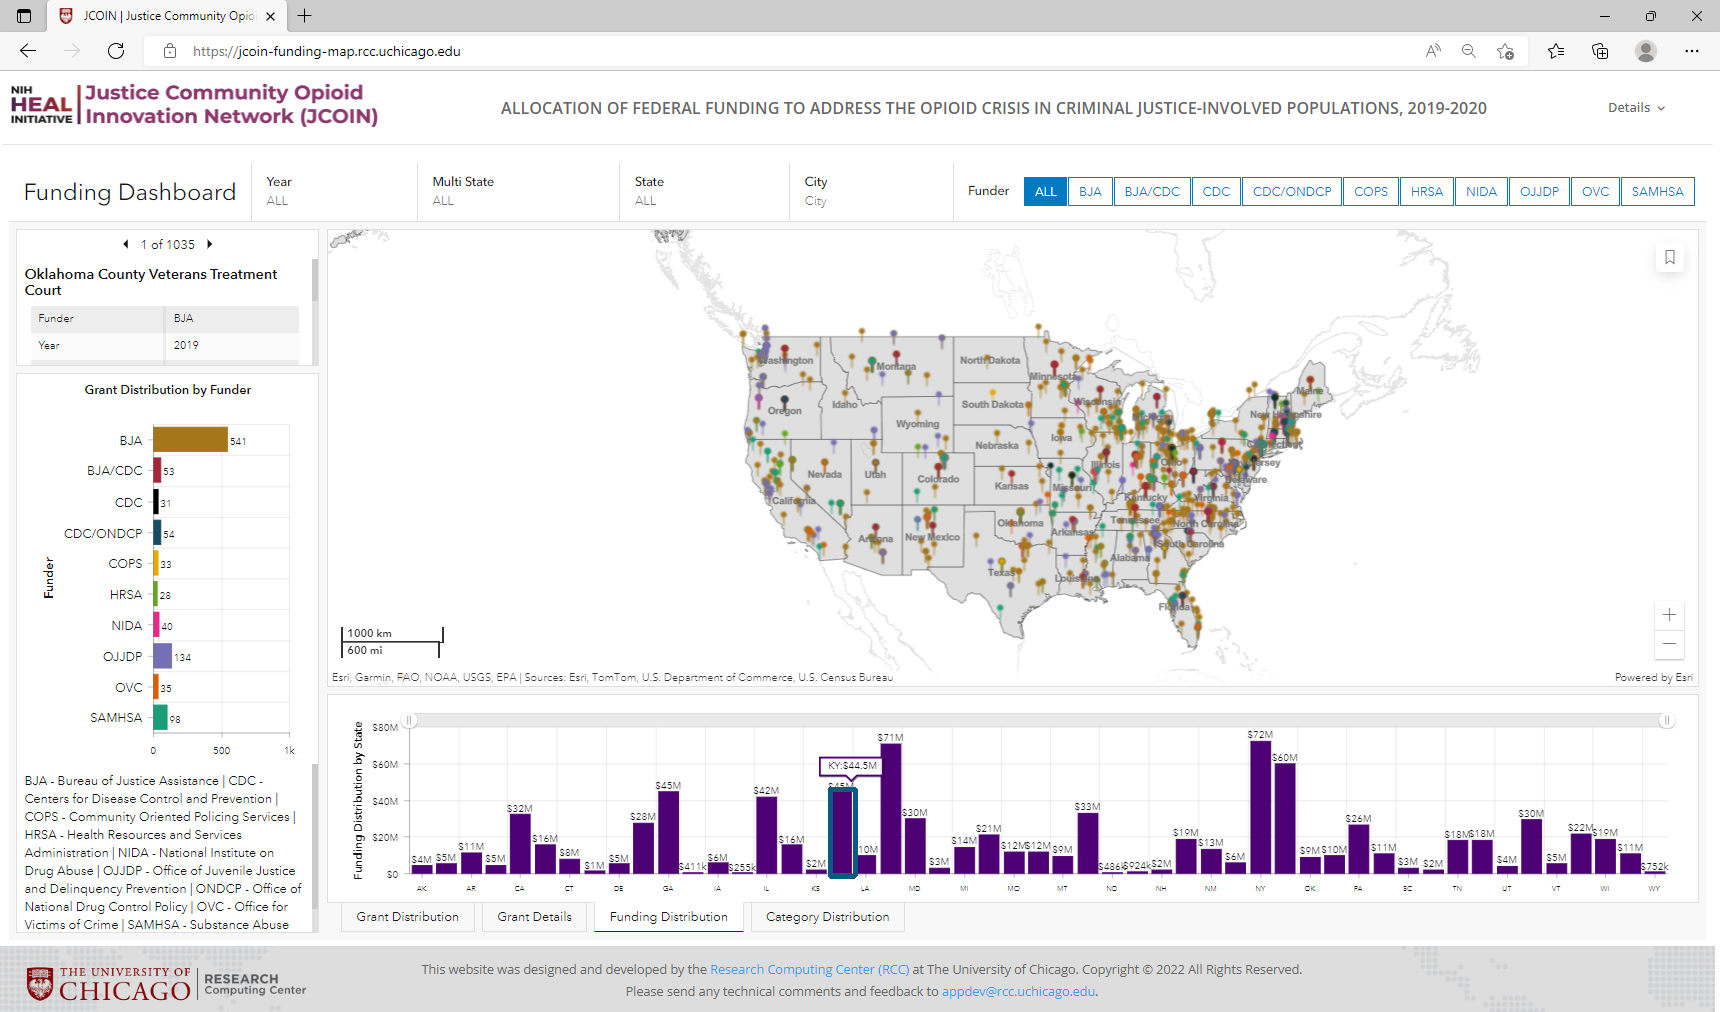 JCOIN | Justice Community Opio
https://jcoin-funding-map.rcc.uchicago.edu
NIH
HEAL
INITIATIVE
Justice Community Opioid
Innovation Network (JCOIN)
ALLOCATION OF FEDERAL FUNDING TO ADDRESS THE OPIOID CRISIS IN CRIMINAL JUSTICE-INVOLVED POPULATIONS, 2019-2020
Details
Funding Dashboard
Year
ALL
Multi State
ALL
State
ALL
City
City
Funder
ALL
BJA
BJA/CDC
CDC
CDC/ONDCP
COPS
HRSA
NIDA
OJJDP
OVC
SAMHSA
1 of 1035
Oklahoma County Veterans Treatment
Court
Funder BJA
Year 2019
Grant Distribution by Funder
Funder
BJA 541
BJA/CDC 53
CDC 31
CDC/ONDCP 54
COPS 33
HRSA 28
NIDA 40
OJJDP 134
OVC 35
SAMHSA 98
0 500 1k
BJA - Bureau of Justice Assistance | CDC -
Centers for Disease Control and Prevention |
COPS - Community Oriented Policing Services |
HRSA - Health Resources and Services
Administration | NIDA - National Institute on
Drug Abuse | OJJDP - Office of Juvenile Justice
and Delinquency Prevention | ONDCP - Office of
National Drug Control Policy | OVC - Office for
Victims of Crime | SAMHSA - Substance Abuse
Washington
Montana
North Dakota
Minnesota
Maine
Oregon
Idaho
South Dakota
Wisconsin
Michigan
New Hampshire
Wyoming
Nebraska
Iowa
Nevada
Utah
Colorado
Kansas
Missouri
Illinois
Ohio
Jersey
Delaware
Kentucky
Virginia
California
Arizona
New Mexico
Oklahoma
Arkansas
Tennessee
North Carolina
South Carolina
Alabama
Texas
Louisiana
Florida
1000 km
600 mi
Esri, Garmin, FAO, NOAA, USGS, EPA | Sources: Esri, TomTom, U.S. Department of Commerce, U.S. Census Bureau
Powered by Esri
Funding Distribution by State
$80M
$60M
$40M
$20M
$0
$4M $5M $11M $5M $32M $16M $8M $1M $5M $28M $45M $411k $6M $255k $42M $16M $2M $45M 10M $71M $30M $3M $14M $21M $12M $12M $9M $33M $486k $924k $2M $19M $13M $6M $72M $60M $9M $10M $26M $11M $3M $2M $18M $18M $4M $30M $5M $22M $19M $11M $752k
KY:$44.5M
AK AR CA CT DE GA IA IL KS LA MD MI MO MT ND NH NM NY OK PA SC TN UT VT WI WY
Grant Distribution
Grant Details
Funding Distribution
Category Distribution
THE UNIVERSITY OF
CHICAGO
RESEARCH
Computing Center
This website was designed and developed by the Research Computing Center (RCC) at The University of Chicago. Copyright © 2022 All Rights Reserved.
Please send any technical comments and feedback to appdev@rcc.uchicago.edu.